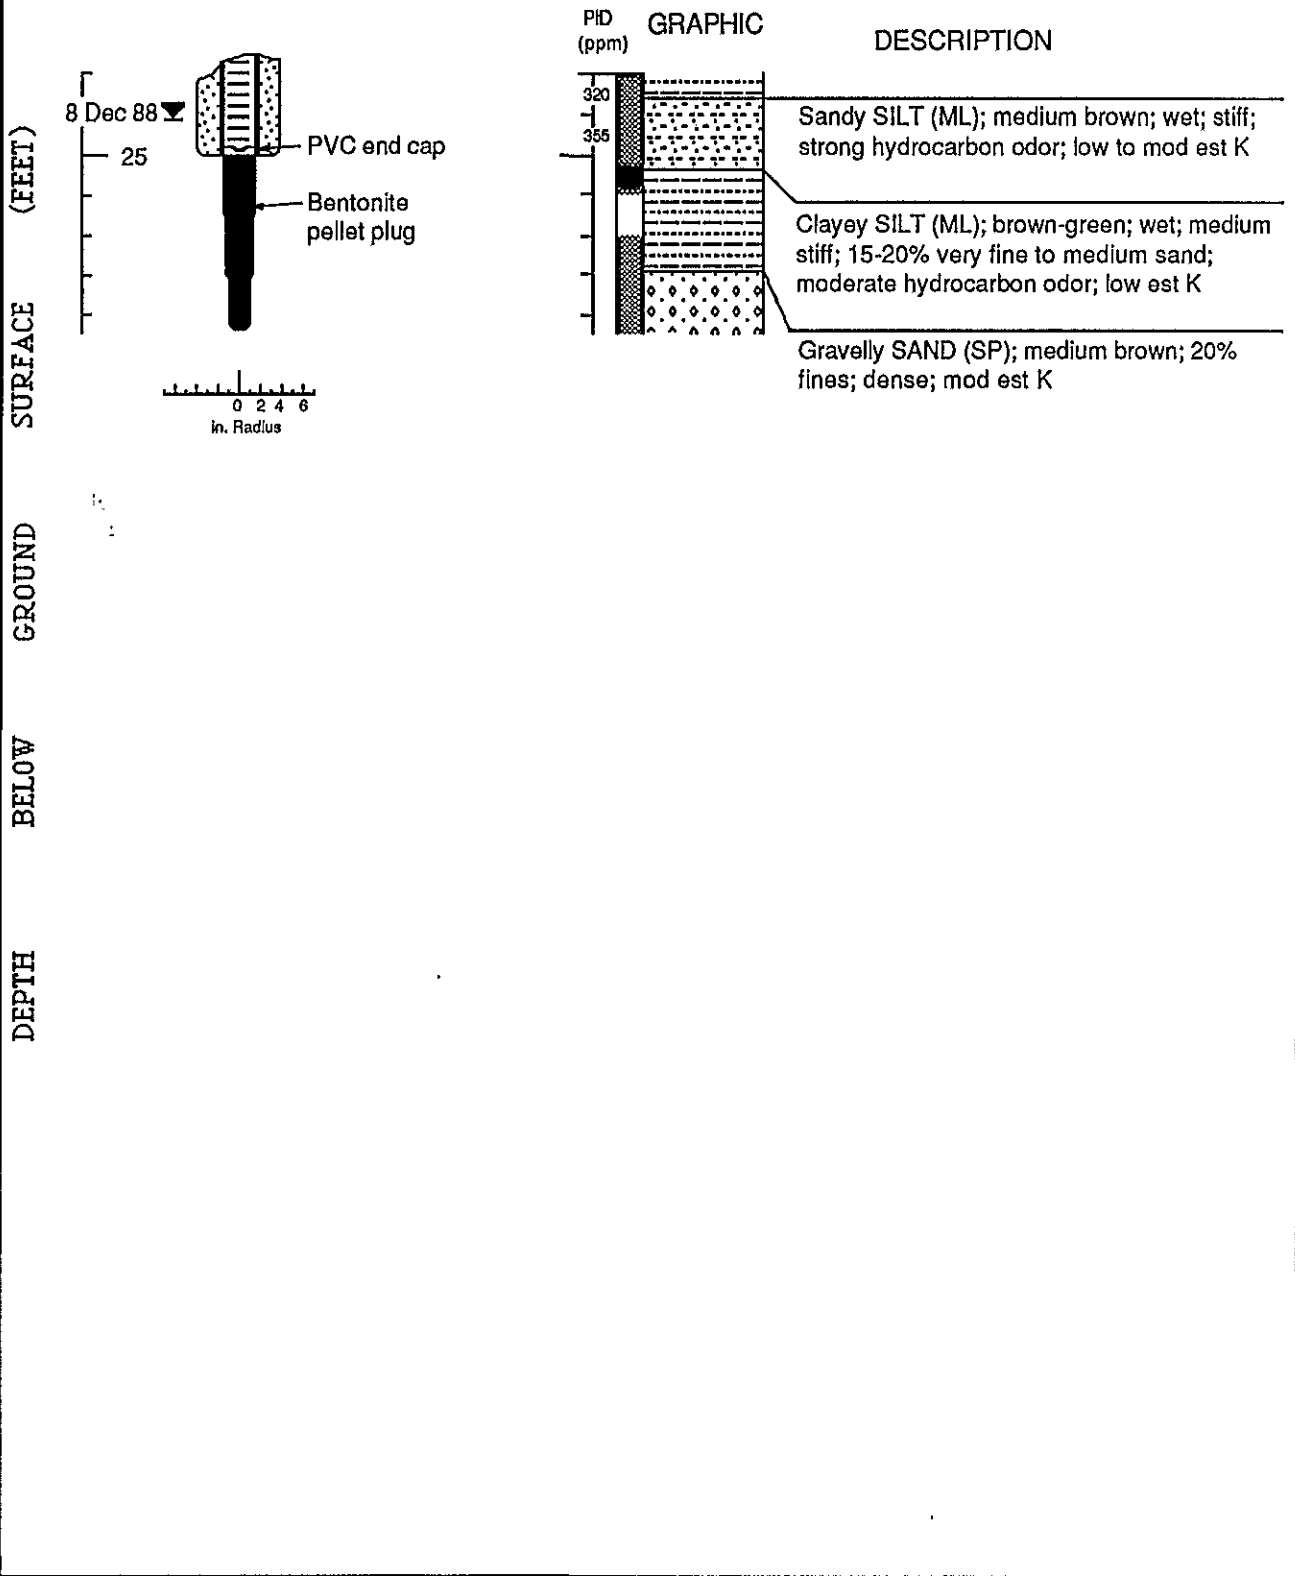 PID
(ppm)
GRAPHIC
DESCRIPTION
320
355
8 Dec 88
25
PVC end cap
Bentonite
pellet plug
0 2 4 6
in. Radius
Sandy SILT (ML); medium brown; wet; stiff;
strong hydrocarbon odor; low to mod est K
Clayey SILT (ML); brown-green; wet; medium
stiff; 15-20% very fine to medium sand;
moderate hydrocarbon odor; low est K
Gravelly SAND (SP); medium brown; 20%
fines; dense; mod est K
DEPTH BELOW GROUND SURFACE (FEET)